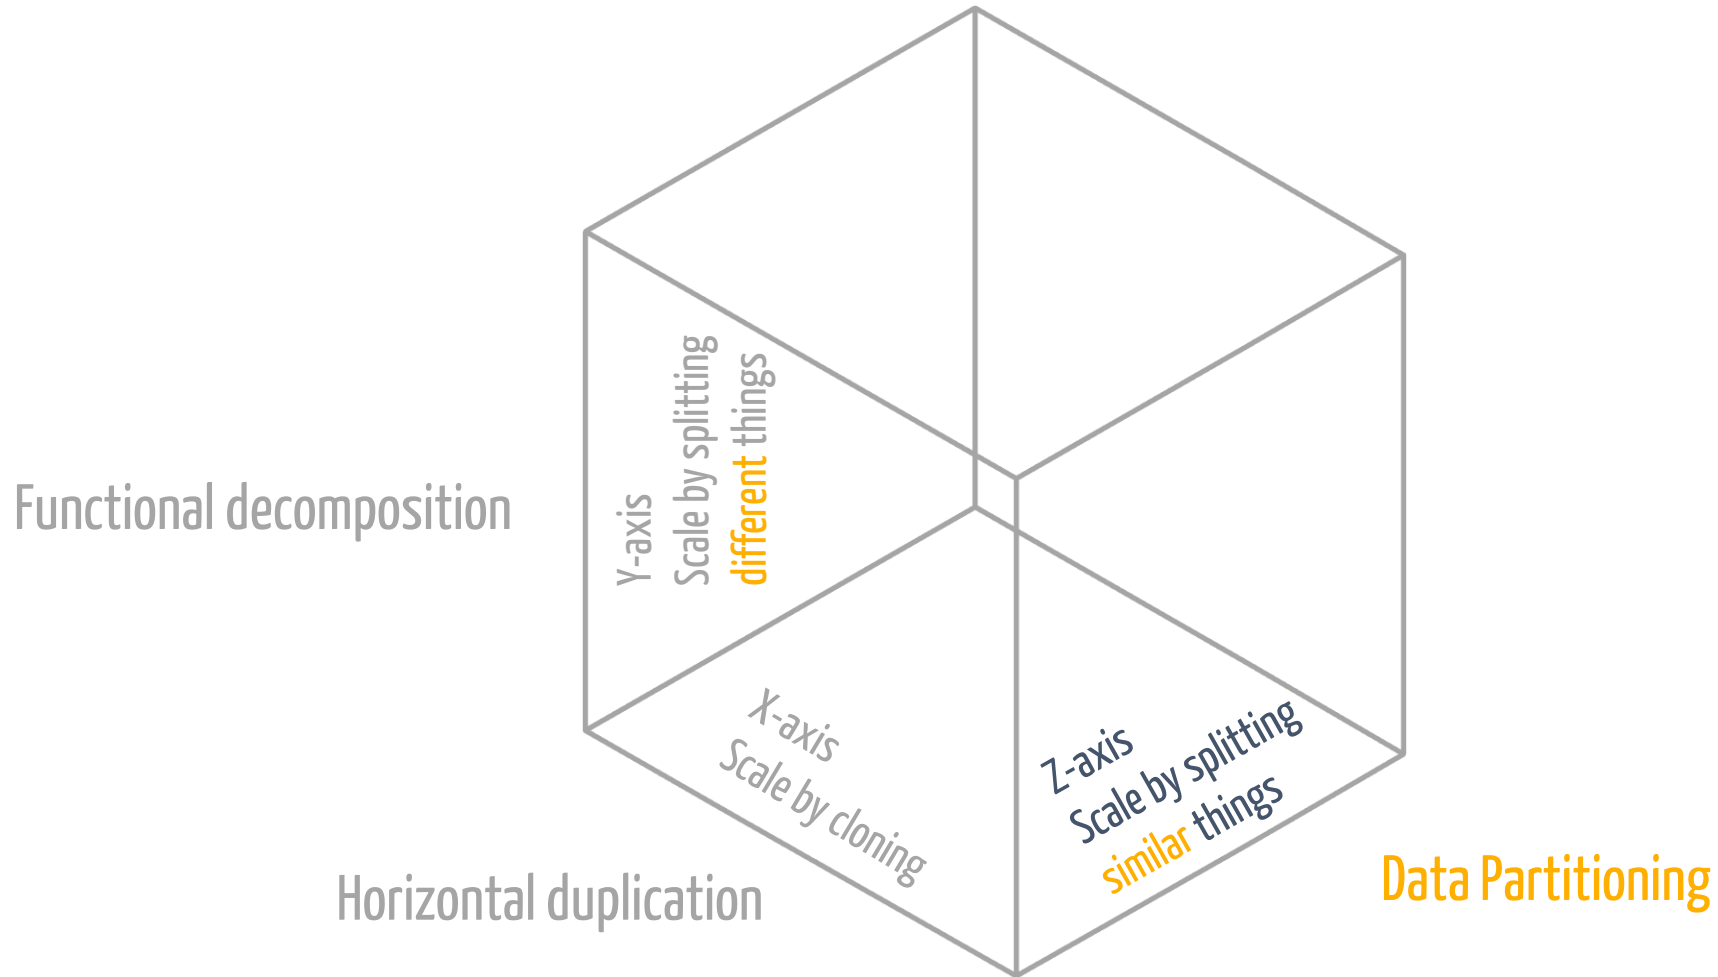 Functional decomposition
Y-axis
Scale by splitting
different things
X-axis
Scale by cloning
Horizontal duplication
Z-axis
Scale by splitting
similar things
Data Partitioning